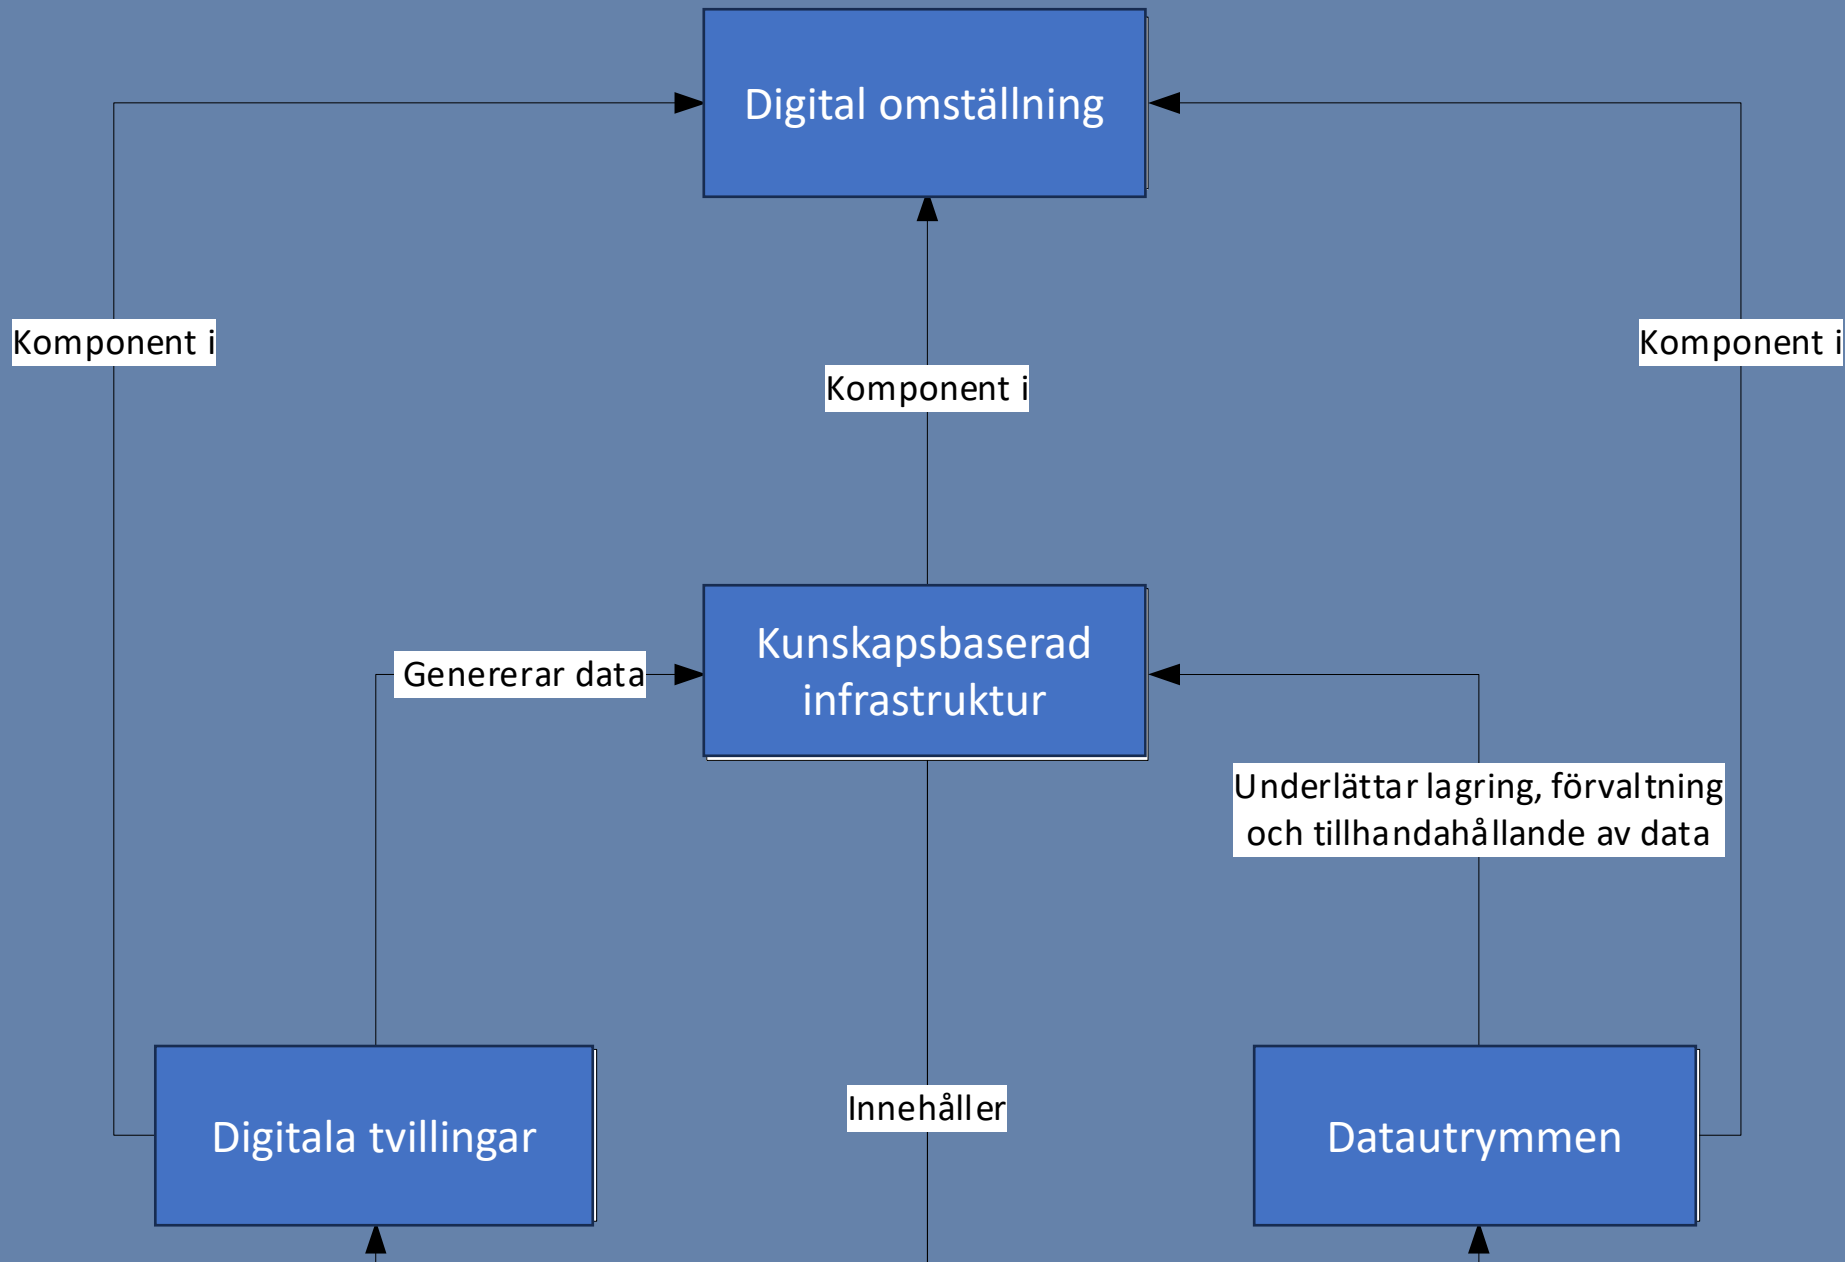 Digital omställning
Komponent i
Komponent i
Komponent i
Kunskapsbaserad
infrastruktur
Genererar data
Underlättar lagring, förvaltning
och tillhandahållande av data
Innehåller
Digitala tvillingar
Datautrymmen